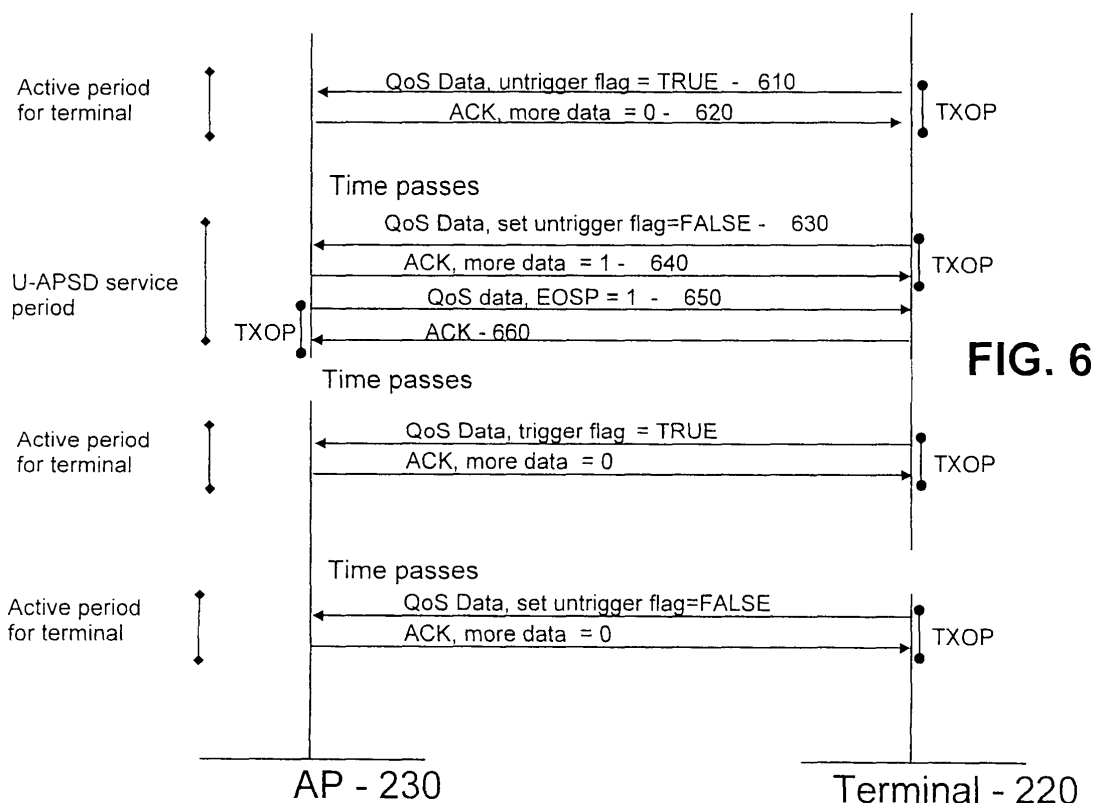 Active period
for terminal
QoS Data, untrigger flag = TRUE - 610
ACK, more data = 0 - 620
TXOP
Time passes
U-APSD service
period
QoS Data, set untrigger flag=FALSE - 630
ACK, more data = 1 - 640
TXOP
QoS data, EOSP = 1 - 650
TXOP
ACK - 660
FIG. 6
Time passes
Active period
for terminal
QoS Data, trigger flag = TRUE
ACK, more data = 0
TXOP
Time passes
Active period
for terminal
QoS Data, set untrigger flag=FALSE
ACK, more data = 0
TXOP
AP - 230
Terminal - 220